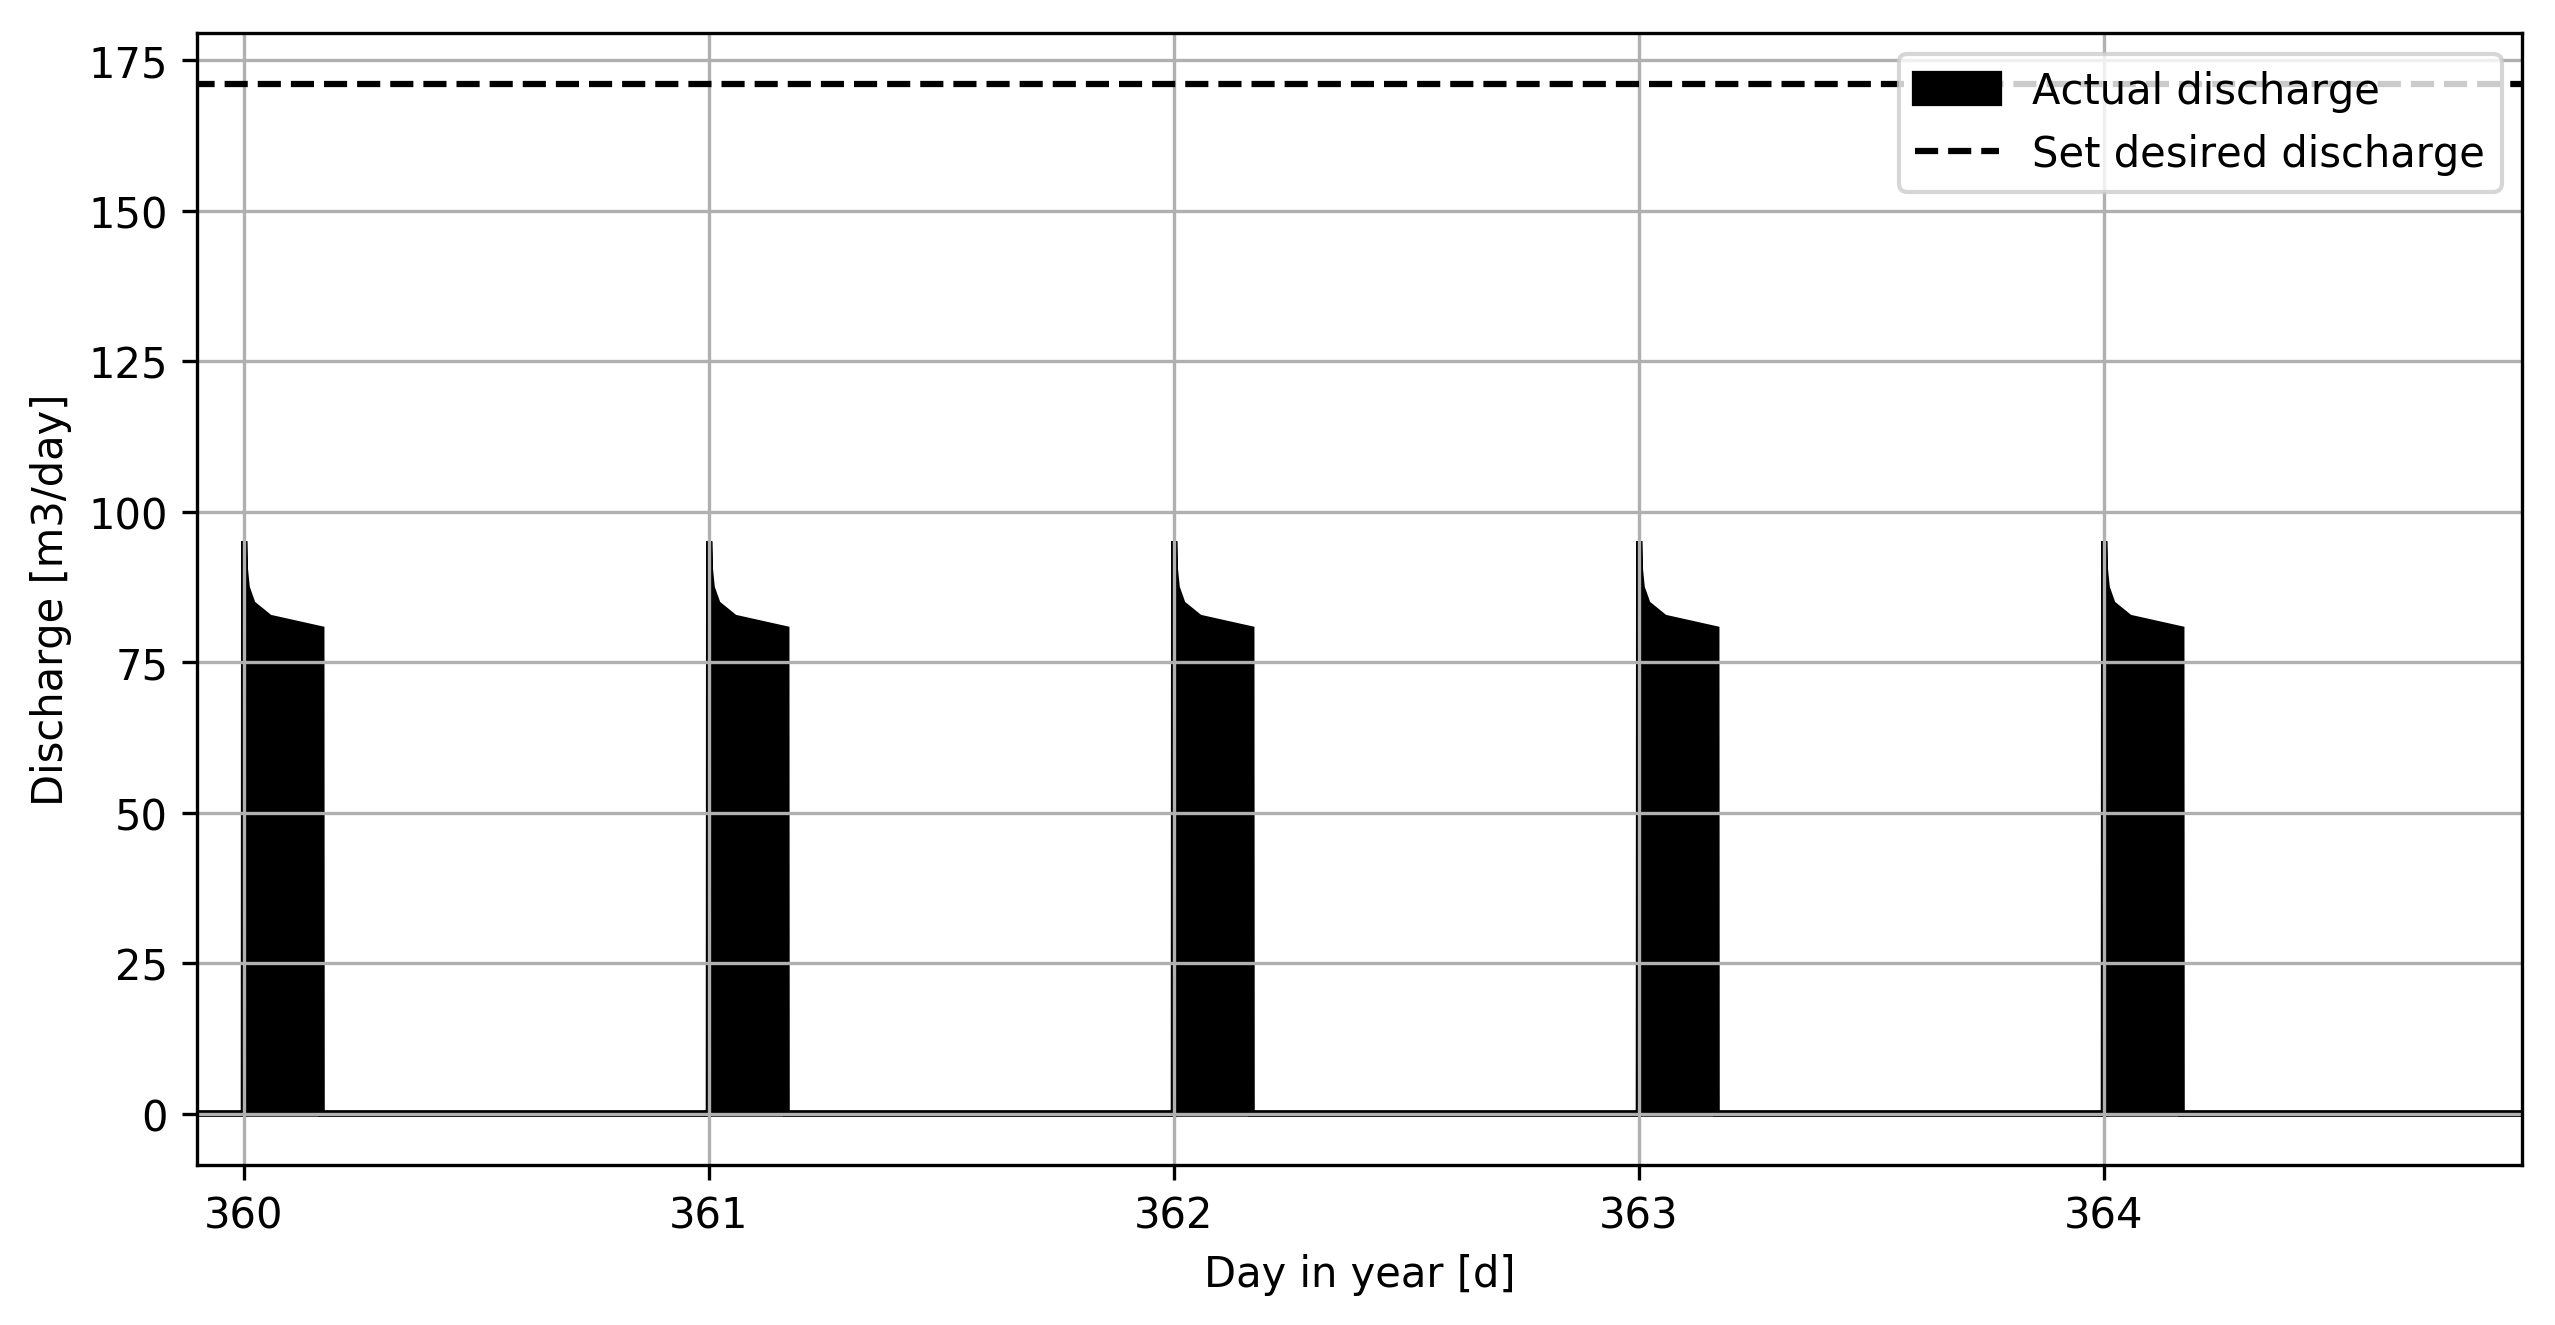 175
150
125
100
75
50
25
0
Discharge [m3/day]
Actual discharge
Set desired discharge
360 361 362 363 364
Day in year [d]